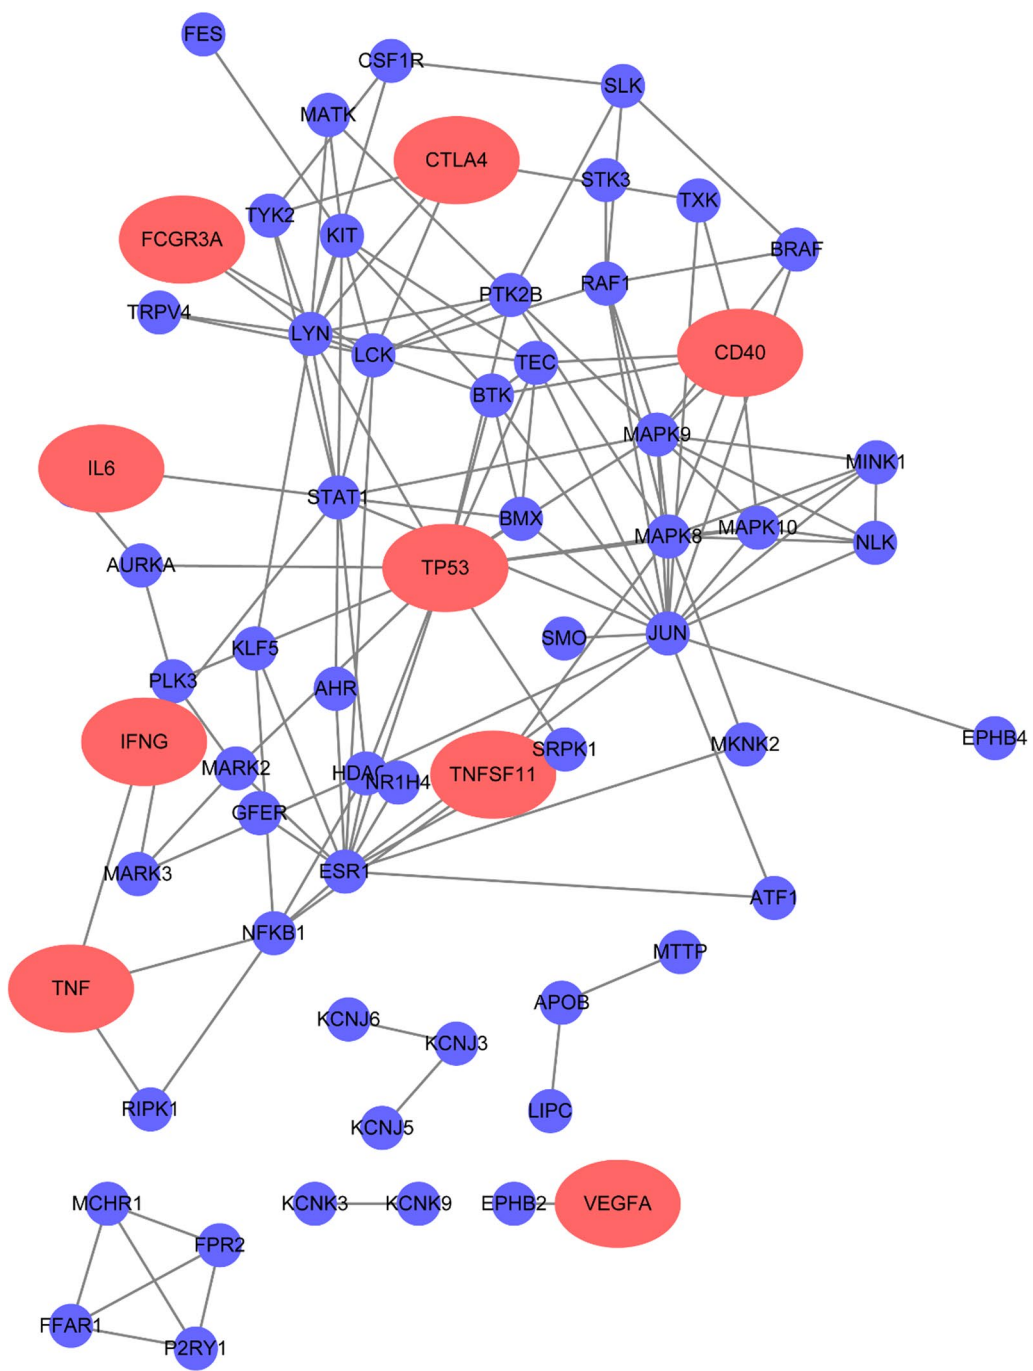 FES
CSF1R
SLK
MATK
CTLA4
STK3
TXK
TYK2
KIT
FCGR3A
BRAF
RAF1
PTK2B
TRPV4
LYN
LCK
TEC
CD40
BTK
MAPK9
IL6
MINK1
STAT1
BMX
MAPK8
MAPK10
NLK
AURKA
TP53
SMO
JUN
KLF5
PLK3
AHR
IFNG
EPHB4
MKNK2
SRPK1
MARK2
HDAC
NR1H4
TNFSF11
GFER
MARK3
ESR1
ATF1
NFKB1
MTTP
TNF
APOB
KCNJ6
KCNJ3
RIPK1
LIPC
KCNJ5
MCHR1
KCNK3
KCNK9
EPHB2
VEGFA
FPR2
FFAR1
P2RY1